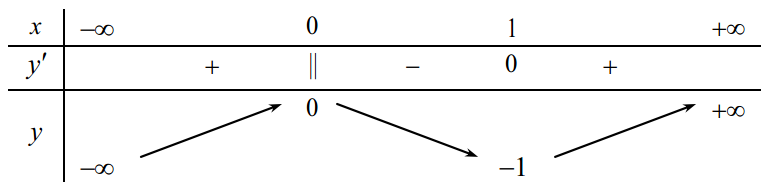 x −∞ 0 1 +∞
y′ + || − 0 +
0 +∞
y
−∞ −1